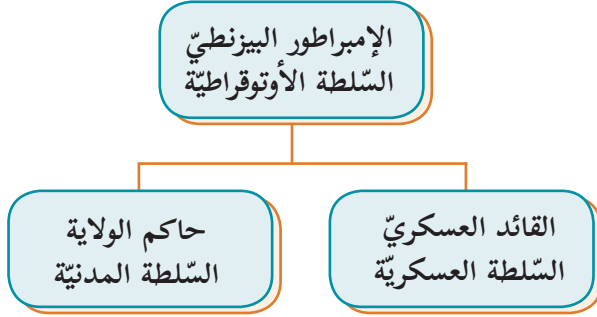 الإمبراطور البيزنطيّ
السّلطة الأوتوقراطيّة
القائد العسكريّ
السّلطة العسكريّة
حاكم الولاية
السّلطة المدنيّة